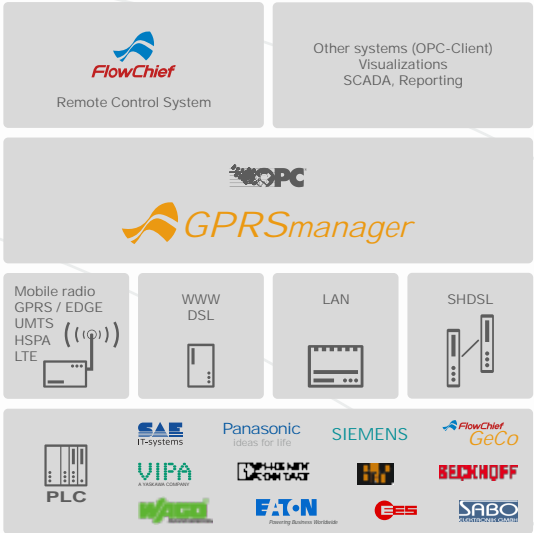 FlowChief
Remote Control System
Other systems (OPC-Client)
Visualizations
SCADA, Reporting
OPC
GPRSmanager
Mobile radio
GPRS / EDGE
UMTS
HSPA
LTE
WWW
DSL
LAN
SHDSL
PLC
SAE
IT-systems
Panasonic
ideas for life
SIEMENS
FlowChief
GeCo
VIPA
A YASKAWA COMPANY
PHOENIX
CONTACT
BECKHOFF
WAGO
EATON
Powering Business Worldwide
EES
SABO
ELEKTRONIK GMBH